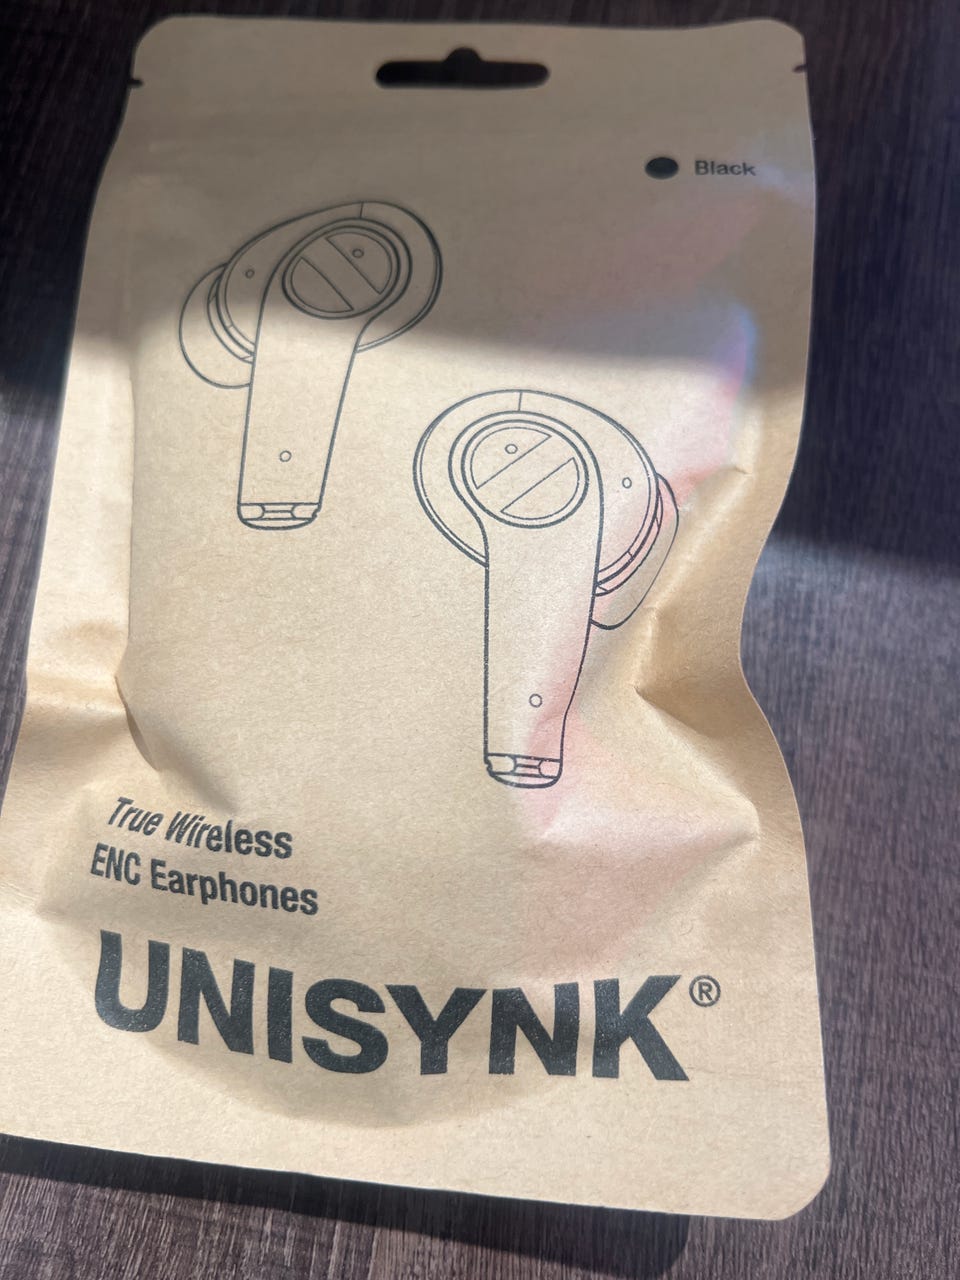 Black
True Wireless
ENC Earphones
UNISYNK®